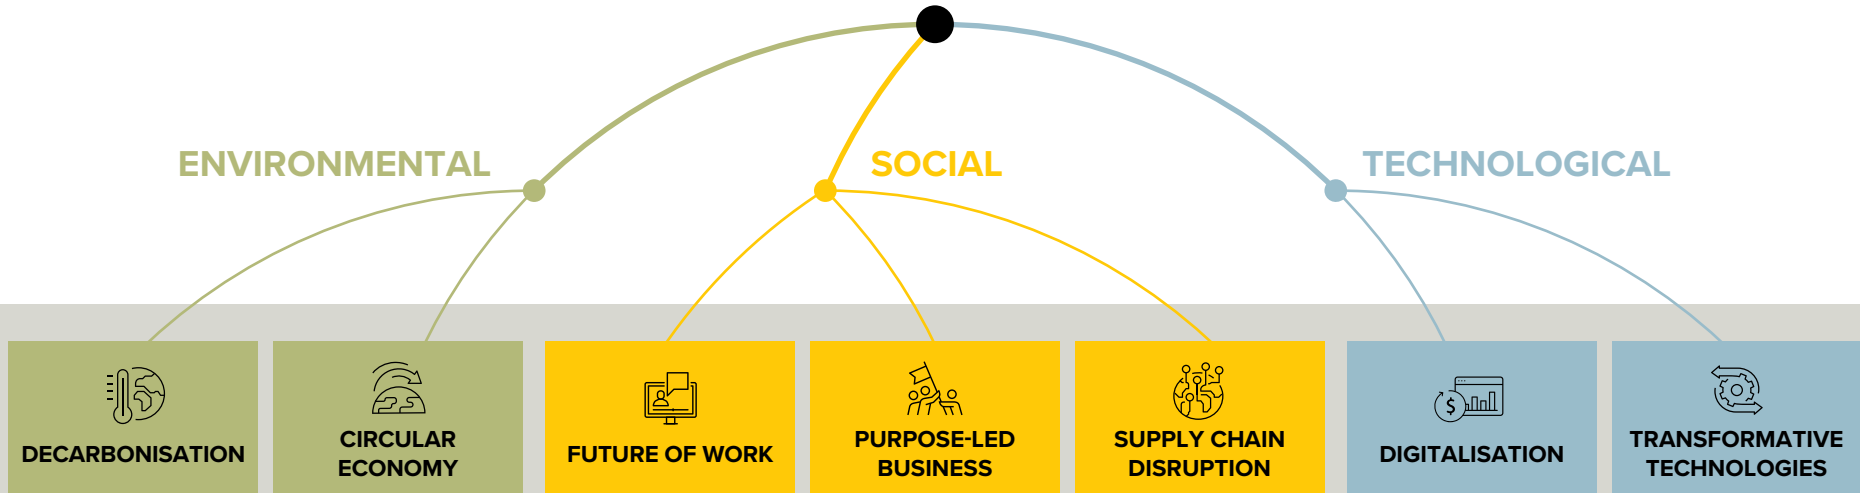 ENVIRONMENTAL
SOCIAL
TECHNOLOGICAL
DECARBONISATION
CIRCULAR
ECONOMY
FUTURE OF WORK
PURPOSE-LED
BUSINESS
SUPPLY CHAIN
DISRUPTION
$
DIGITALISATION
TRANSFORMATIVE
TECHNOLOGIES